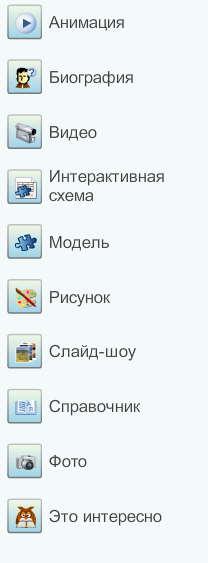 Анимация
Биография
Видео
Интерактивная
схема
Модель
Рисунок
Слайд-шоу
Справочник
Фото
Это интересно